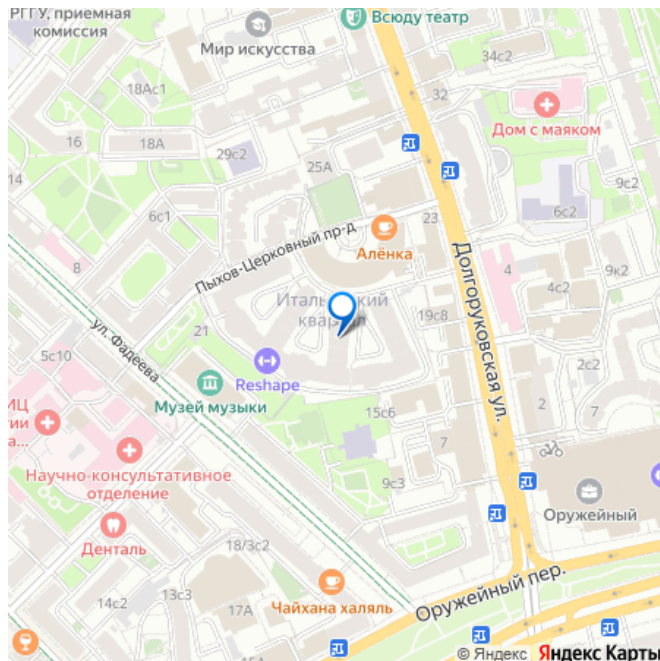 РГГУ, приемная
комиссия
Всюду театр
Мир искусства
34с2
18Ас1
32
Дом с маяком
16
18А
29с2
25А
14
9с2
6с1
6с2
23
Пыхов-Церковный пр-д
Алёнка
8
4
9к2
Итальянский
квартал
4с2
Долгоруковская ул.
19с8
21
ул. Фадеева
5с10
Reshape
2с2
Музей музыки
15с6
2
7
ИЦ
гии
а...
7
Научно-консультативное
отделение
9с3
Оружейный
Денталь
18/3с2
Оружейный пер.
13с3
14с2
17А
Чайхана халяль
15А
© Яндекс Яндекс Карты